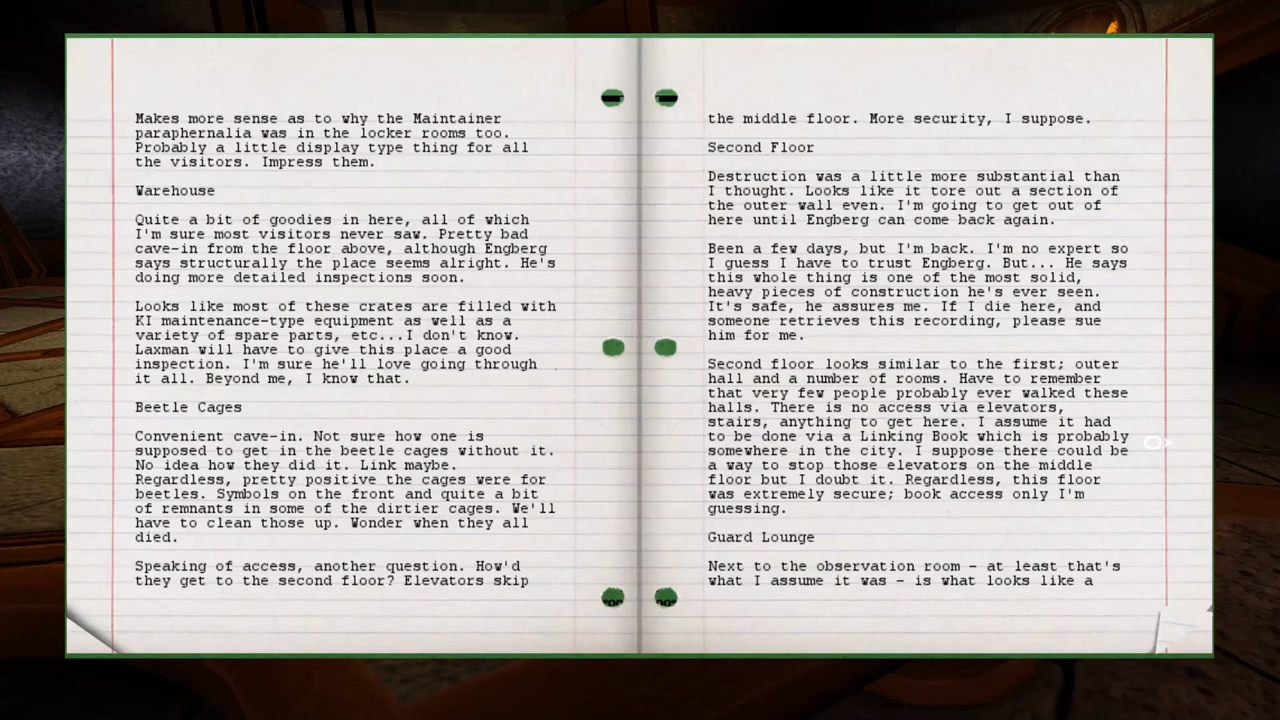 Makes more sense as to why the Maintainer
paraphernalia was in the locker rooms too.
Probably a little display type thing for all
the visitors. Impress them.
Warehouse
Quite a bit of goodies in here, all of which
I'm sure most visitors never saw. Pretty bad
cave-in from the floor above, although Engberg
says structurally the place seems alright. He's
doing more detailed inspections soon.
Looks like most of these crates are filled with
KI maintenance-type equipment as well as a
variety of spare parts, etc...I don't know.
Laxman will have to give this place a good
inspection. I'm sure he'll love going through
it all. Beyond me, I know that.
Beetle Cages
Convenient cave-in. Not sure how one is
supposed to get in the beetle cages without it.
No idea how they did it. Link maybe.
Regardless, pretty positive the cages were for
beetles. Symbols on the front and quite a bit
of remnants in some of the dirtier cages. We'll
have to clean those up. Wonder when they all
died.
Speaking of access, another question. How'd
they get to the second floor? Elevators skip
the middle floor. More security, I suppose.
Second Floor
Destruction was a little more substantial than
I thought. Looks like it tore out a section of
the outer wall even. I'm going to get out of
here until Engberg can come back again.
Been a few days, but I'm back. I'm no expert so
I guess I have to trust Engberg. But... He says
this whole thing is one of the most solid,
heavy pieces of construction he's ever seen.
It's safe, he assures me. If I die here, and
someone retrieves this recording, please sue
him for me.
Second floor looks similar to the first; outer
hall and a number of rooms. Have to remember
that very few people probably ever walked these
halls. There is no access via elevators,
stairs, anything to get here. I assume it had
to be done via a Linking Book which is probably
somewhere in the city. I suppose there could be
a way to stop those elevators on the middle
floor but I doubt it. Regardless, this floor
was extremely secure; book access only I'm
guessing.
Guard Lounge
Next to the observation room - at least that's
what I assume it was - is what looks like a